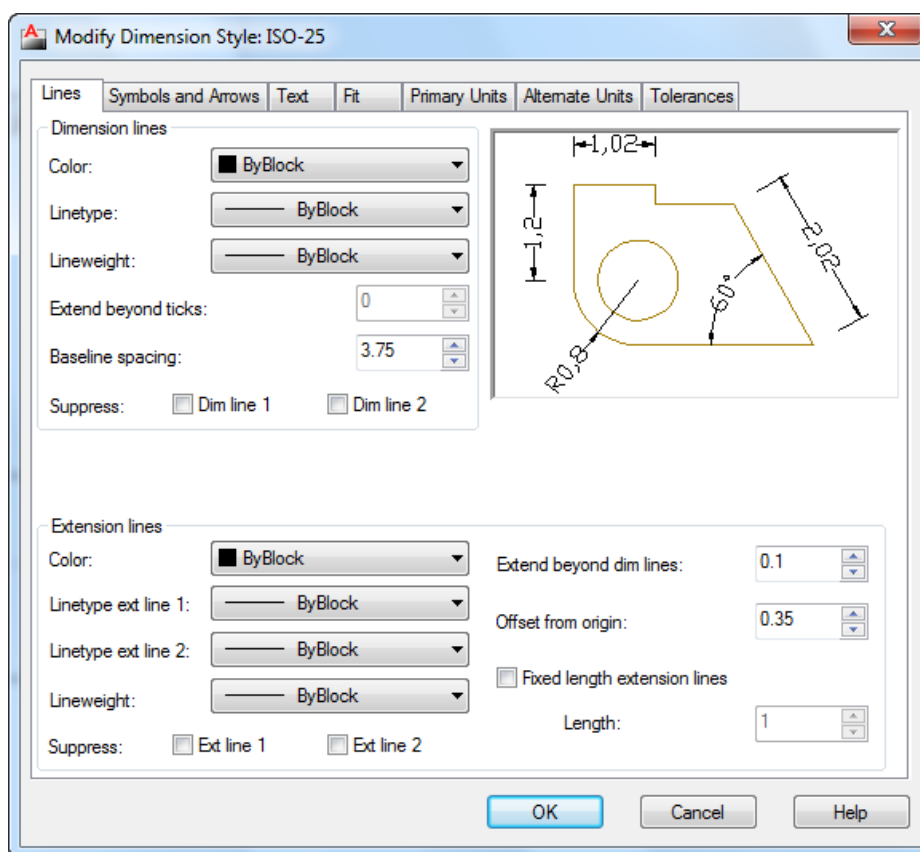 Modify Dimension Style: ISO-25
Lines Symbols and Arrows Text Fit Primary Units Alternate Units Tolerances
Dimension lines
Color: ByBlock
Linetype: ByBlock
Lineweight: ByBlock
Extend beyond ticks: 0
Baseline spacing: 3.75
Suppress: Dim line 1 Dim line 2
1,02
1,2
2,02
60°
R0,8
Extension lines
Color: ByBlock
Linetype ext line 1: ByBlock
Linetype ext line 2: ByBlock
Lineweight: ByBlock
Suppress: Ext line 1 Ext line 2
Extend beyond dim lines: 0.1
Offset from origin: 0.35
Fixed length extension lines
Length: 1
OK Cancel Help